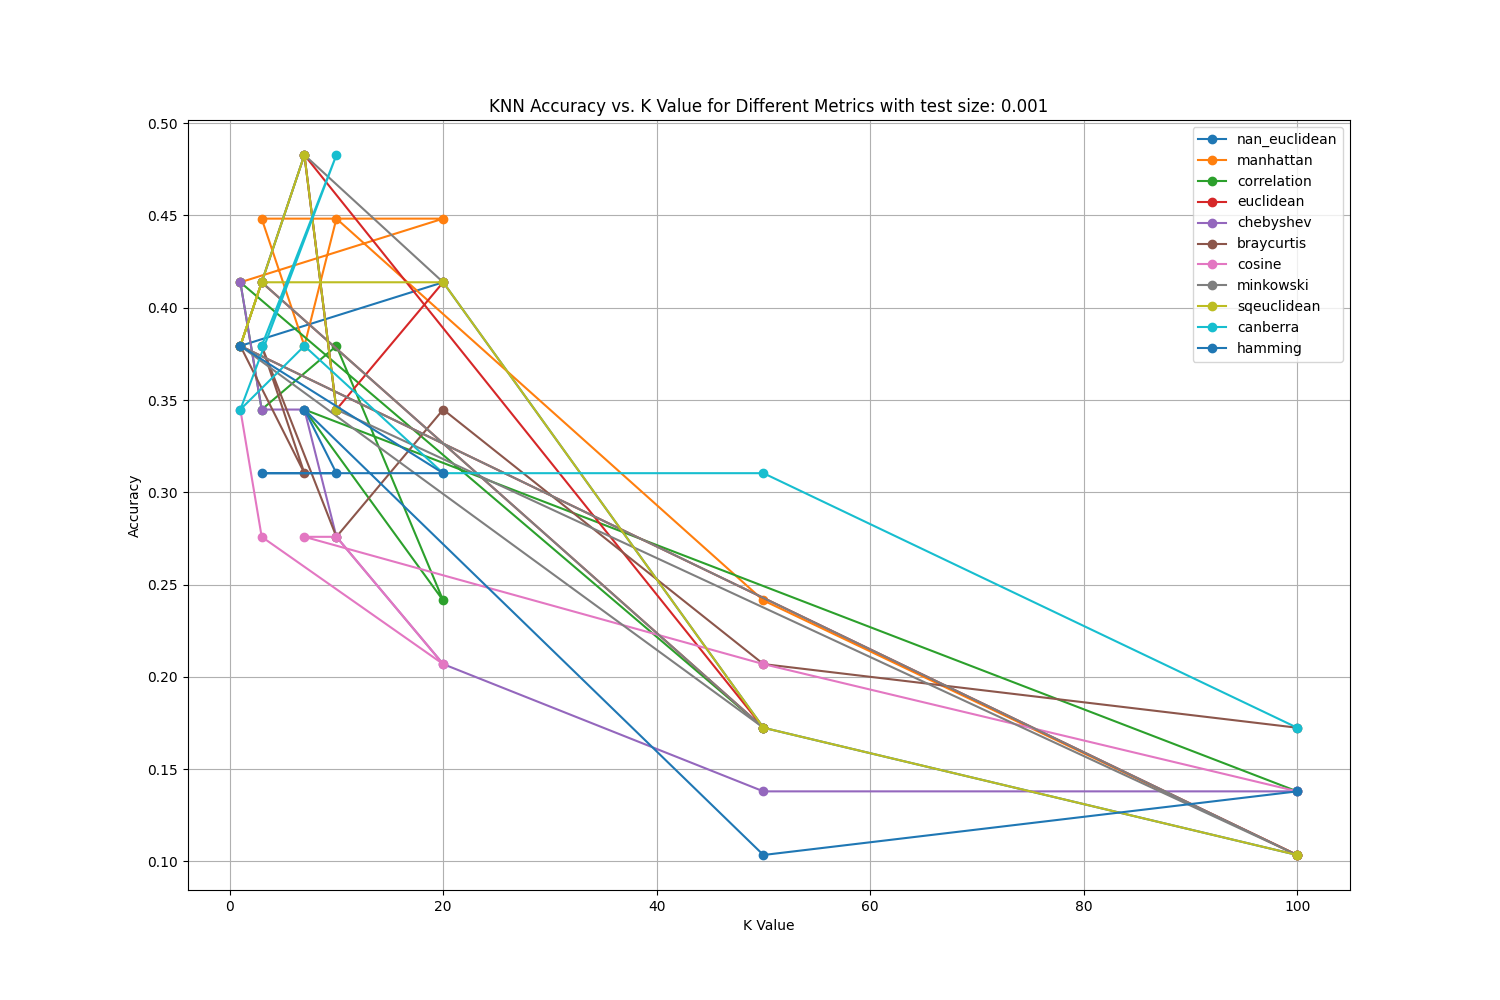 KNN Accuracy vs. K Value for Different Metrics with test size: 0.001
0.50
0.45
0.40
0.35
0.30
0.25
0.20
0.15
0.10
Accuracy
nan_euclidean
manhattan
correlation
euclidean
chebyshev
braycurtis
cosine
minkowski
sqeuclidean
canberra
hamming
0 20 40 60 80 100
K Value